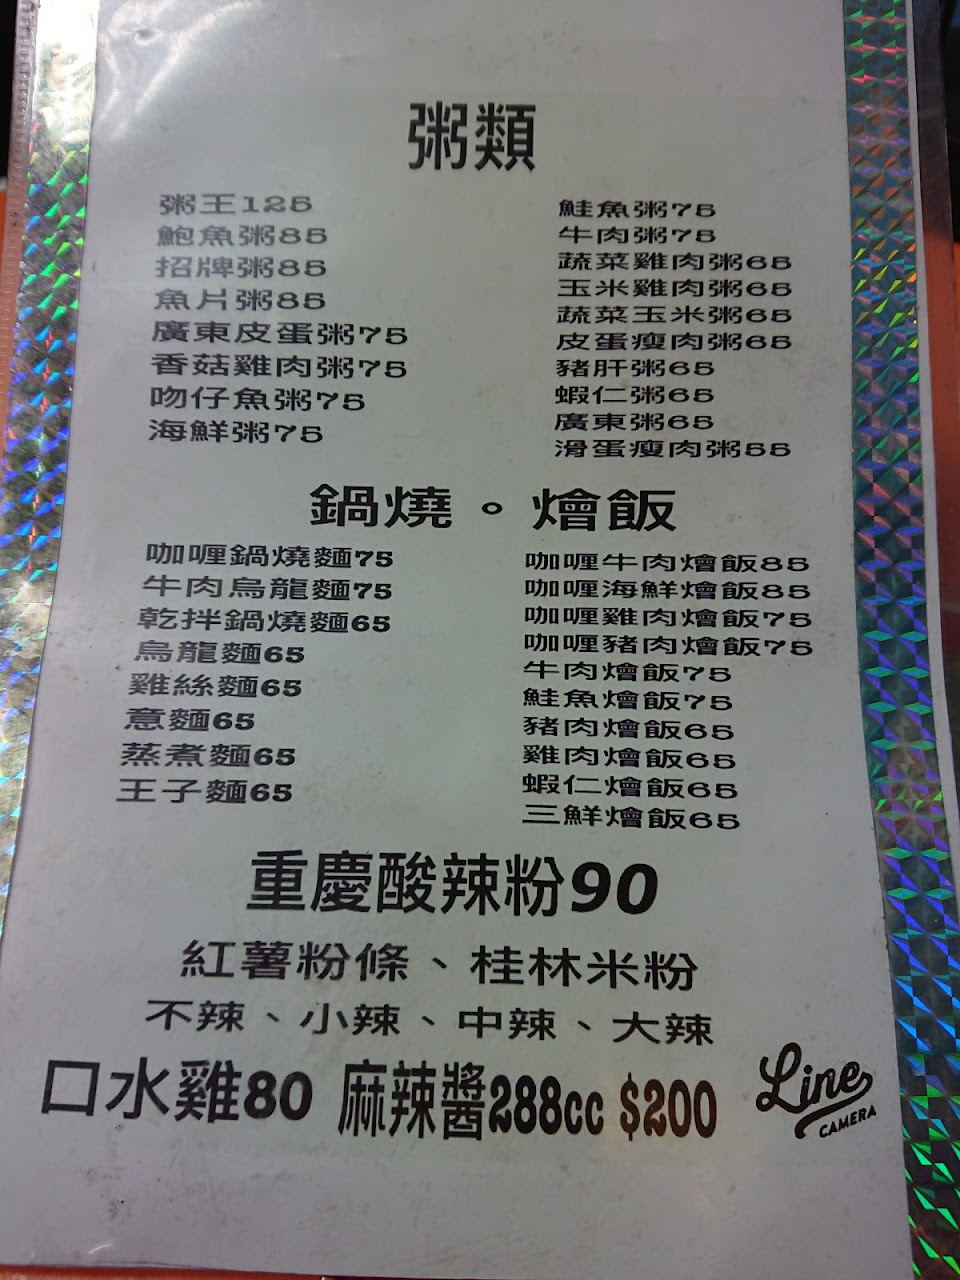 粥類
粥王125
鮑魚粥85
招牌粥85
魚片粥85
廣東皮蛋粥75
香菇雞肉粥75
吻仔魚粥75
海鮮粥75
鮭魚粥75
牛肉粥75
蔬菜雞肉粥65
玉米雞肉粥65
蔬菜玉米粥65
皮蛋瘦肉粥65
豬肝粥65
蝦仁粥65
廣東粥65
滑蛋瘦肉粥55
鍋燒。燴飯
咖喱鍋燒麵75
牛肉烏龍麵75
乾拌鍋燒麵65
烏龍麵65
雞絲麵65
意麵65
蒸煮麵65
王子麵65
咖喱牛肉燴飯85
咖喱海鮮燴飯85
咖喱雞肉燴飯75
咖喱豬肉燴飯75
牛肉燴飯75
鮭魚燴飯75
豬肉燴飯65
雞肉燴飯65
蝦仁燴飯65
三鮮燴飯65
重慶酸辣粉90
紅薯粉條、桂林米粉
不辣、小辣、中辣、大辣
口水雞80 麻辣醬288cc $200
Line
CAMERA